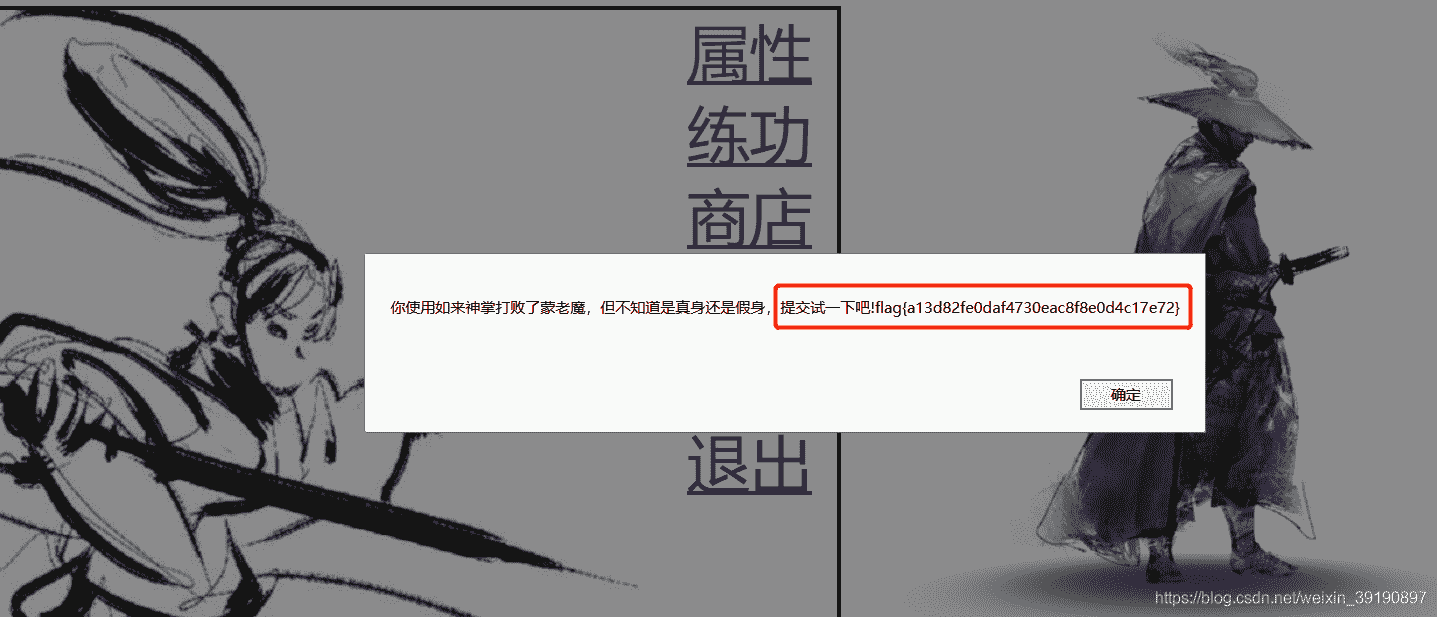 属性
练功
商店
你使用如来神掌打败了蒙老魔，但不知道是真身还是假身，提交试一下吧!flag{a13d82fe0daf4730eac8f8e0d4c17e72}
确定
退出
https://blog.csdn.net/weixin_39190897